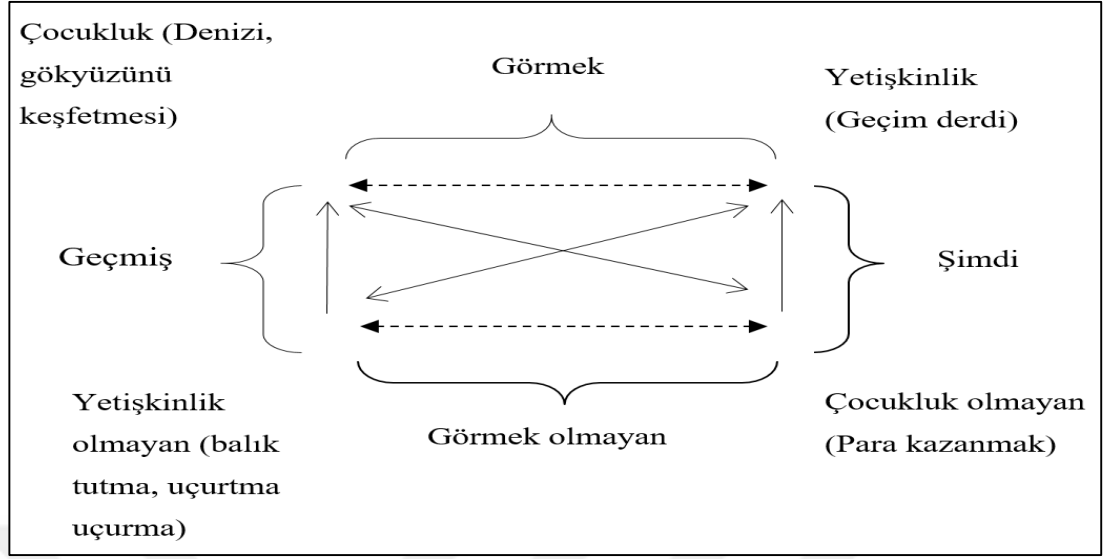 Çocukluk (Denizi,
gökyüzünü
keşfetmesi)
Görmek
Yetişkinlik
(Geçim derdi)
Geçmiş
Şimdi
Yetişkinlik
olmayan (balık
tutma, uçurtma
uçurma)
Görmek olmayan
Çocukluk olmayan
(Para kazanmak)